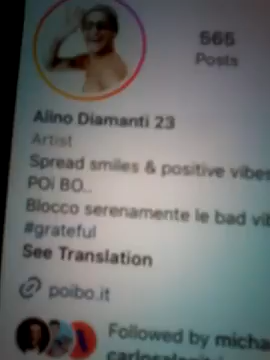 565
Posts
Alino Diamanti 23
Artist
Spread smiles & positive vibes
POi BO..
Blocco serenamente le bad vi
#grateful
See Translation
poibo.it
Followed by micha